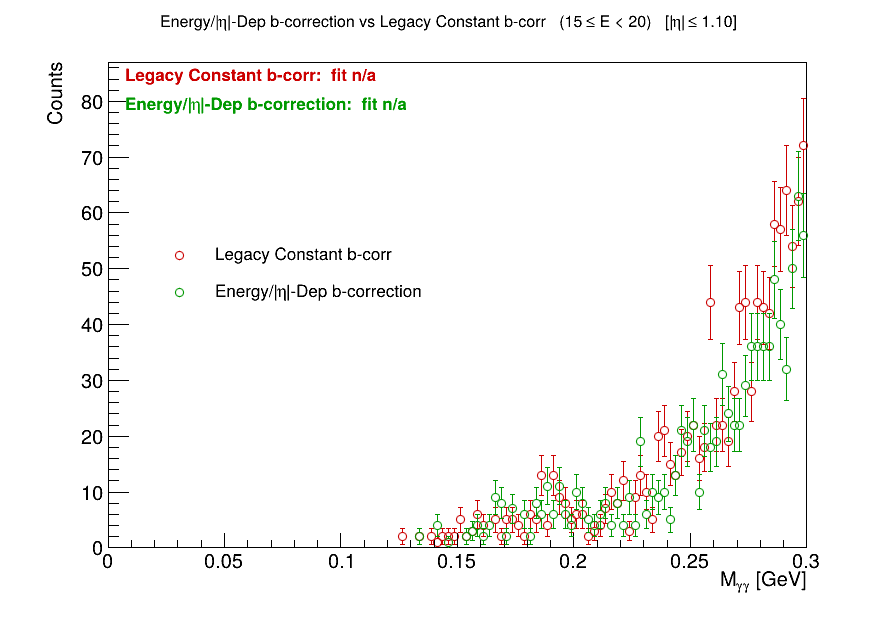 Energy/|η|-Dep b-correction vs Legacy Constant b-corr (15 ≤ E < 20) [|η| ≤ 1.10]
Counts
Legacy Constant b-corr: fit n/a
Energy/|η|-Dep b-correction: fit n/a
80
70
60
50
40
30
20
10
0
Legacy Constant b-corr
Energy/|η|-Dep b-correction
0 0.05 0.1 0.15 0.2 0.25 0.3
Mγγ [GeV]